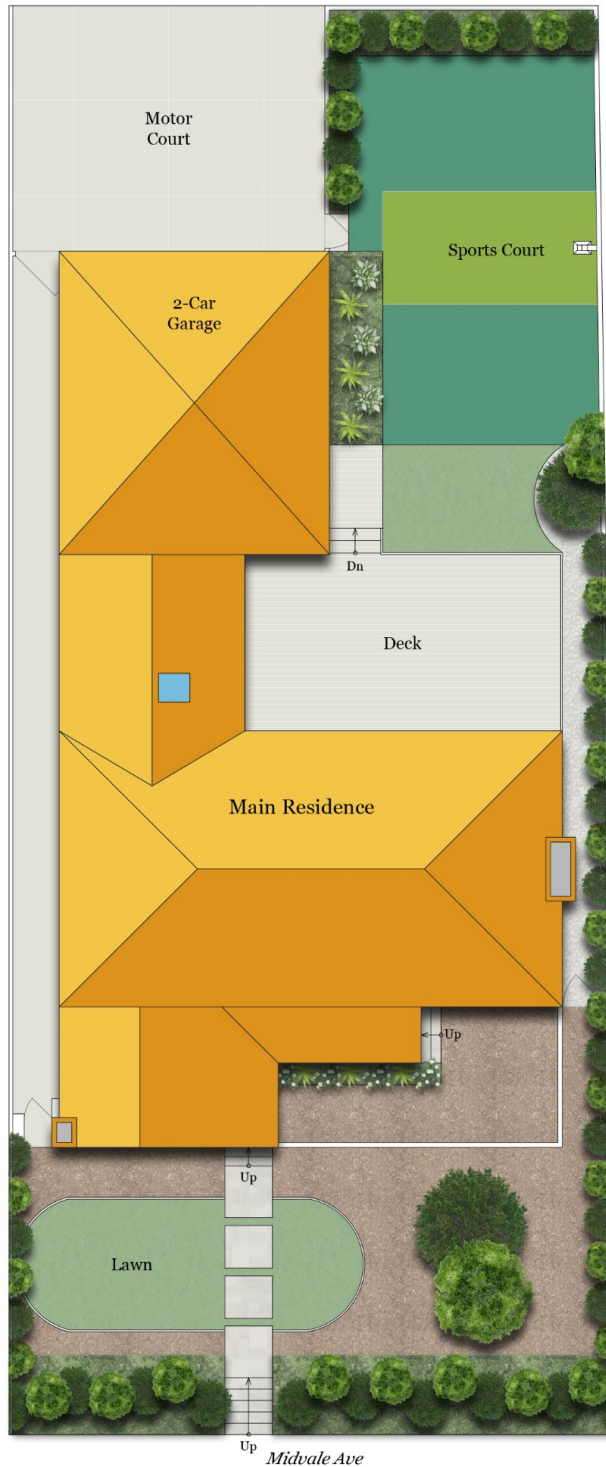 Motor
Court
Sports Court
2-Car
Garage
Dn
Deck
Main Residence
Up
Up
Lawn
Up
Midvale Ave